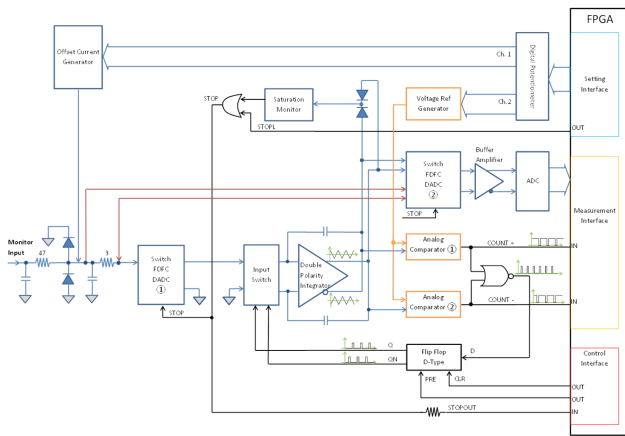 FPGA
Offset Current
Generator
Ch. 1
Digital Potentiometer
Setting
Interface
STOP
Saturation
Monitor
Voltage Ref
Generator
Ch.2
STOPL
OUT
Buffer
Amplifier
Switch
FDFC
DADC
②
ADC
STOP
Measurement
Interface
Monitor
Input
47
3
Switch
FDFC
DADC
①
Input
Switch
Double
Polarity
Integrator
Analog
Comparator ①
COUNT +
IN
Analog
Comparator ②
COUNT -
IN
STOP
Q
QN
Flip Flop
D-Type
D
PRE
CLR
Control
Interface
OUT
OUT
STOPOUT
IN